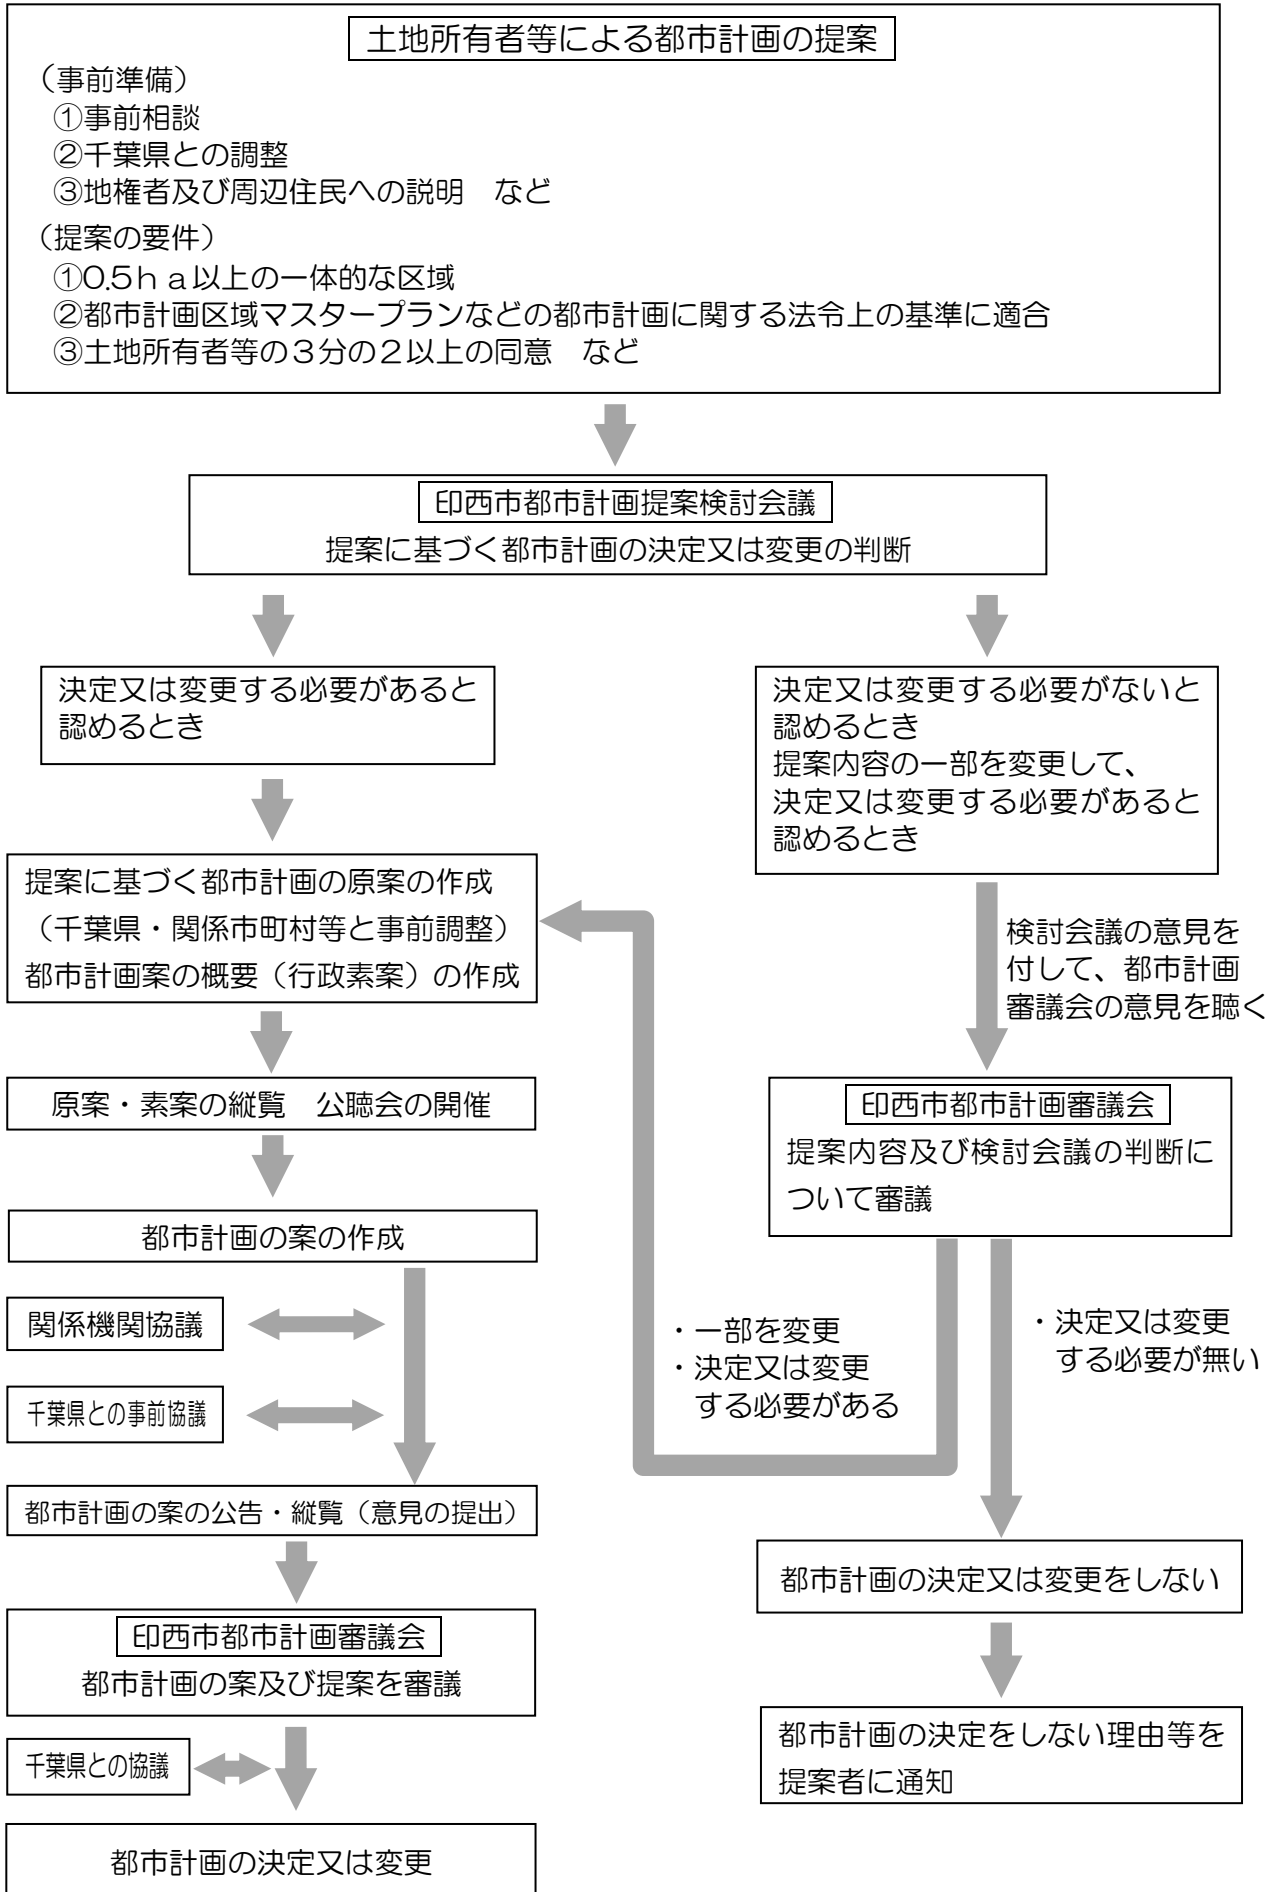 土地所有者等による都市計画の提案
（事前準備）
①事前相談
②千葉県との調整
③地権者及び周辺住民への説明　など
（提案の要件）
①0.5ｈａ以上の一体的な区域
②都市計画区域マスタープランなどの都市計画に関する法令上の基準に適合
③土地所有者等の３分の２以上の同意　など
印西市都市計画提案検討会議
提案に基づく都市計画の決定又は変更の判断
決定又は変更する必要があると
認めるとき
決定又は変更する必要がないと
認めるとき
提案内容の一部を変更して、
決定又は変更する必要があると
認めるとき
提案に基づく都市計画の原案の作成
（千葉県・関係市町村等と事前調整）
都市計画案の概要（行政素案）の作成
検討会議の意見を
付して、都市計画
審議会の意見を聴く
原案・素案の縦覧　公聴会の開催
印西市都市計画審議会
提案内容及び検討会議の判断に
ついて審議
都市計画の案の作成
関係機関協議
千葉県との事前協議
・一部を変更
・決定又は変更
する必要がある
・決定又は変更
する必要が無い
都市計画の案の公告・縦覧（意見の提出）
都市計画の決定又は変更をしない
印西市都市計画審議会
都市計画の案及び提案を審議
千葉県との協議
都市計画の決定をしない理由等を
提案者に通知
都市計画の決定又は変更